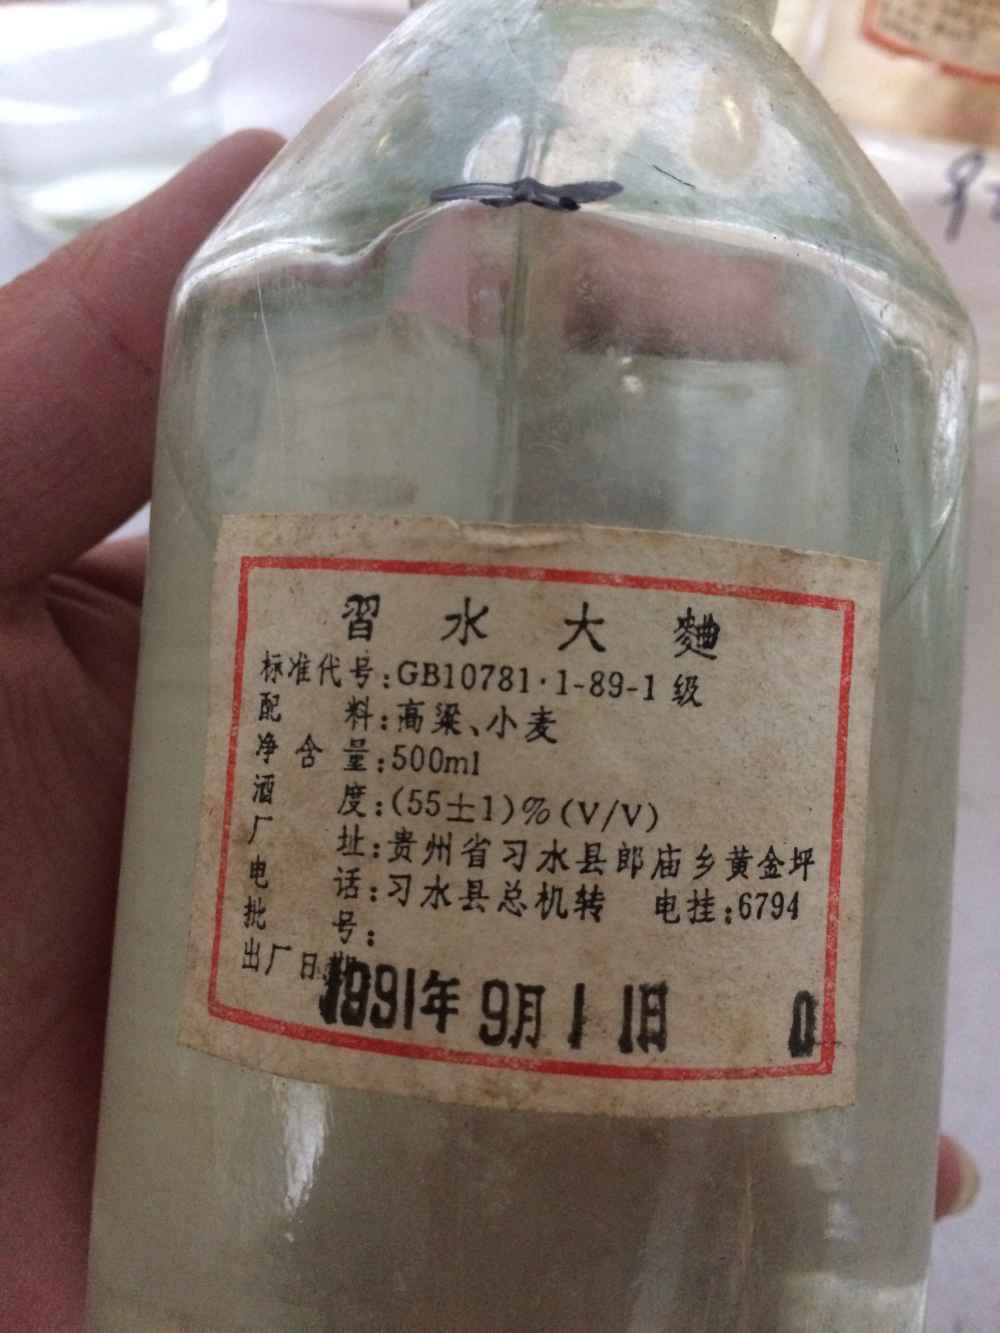 習水大麯
标准代号:GB10781·1-89-1级
配料:高粱、小麦
净含量:500ml
酒度:(55±1)%(V/V)
厂址:贵州省习水县郎庙乡黄金坪
电话:习水县总机转 电挂:6794
批号:
出厂日期
1991年9月11日 0